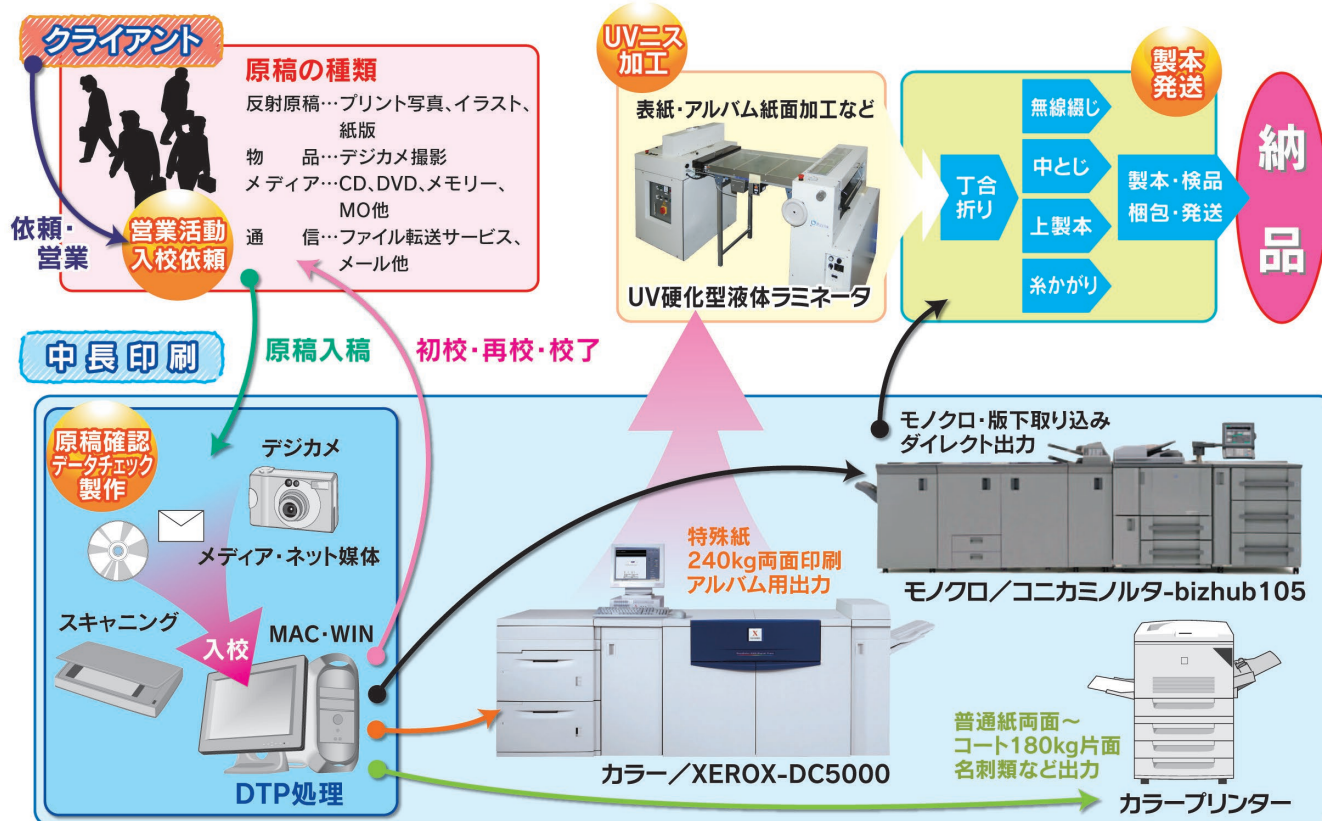 クライアント
原稿の種類
反射原稿…プリント写真、イラスト、
紙版
物　　品…デジカメ撮影
メディア…CD、DVD、メモリー、
MO他
通　　信…ファイル転送サービス、
メール他
依頼・
営業
営業活動
入校依頼
UVニス
加工
表紙・アルバム紙面加工など
UV硬化型液体ラミネータ
製本
発送
丁合
折り
無線綴じ
中とじ
上製本
糸かがり
製本・検品
梱包・発送
納品
中長印刷
原稿入稿
初校・再校・校了
原稿確認
データチェック
製作
デジカメ
メディア・ネット媒体
スキャニング
入校
MAC・WIN
DTP処理
特殊紙
240kg両面印刷
アルバム用出力
カラー／XEROX-DC5000
モノクロ・版下取り込み
ダイレクト出力
モノクロ／コニカミノルタ-bizhub105
普通紙両面～
コート180kg片面
名刺類など出力
カラープリンター